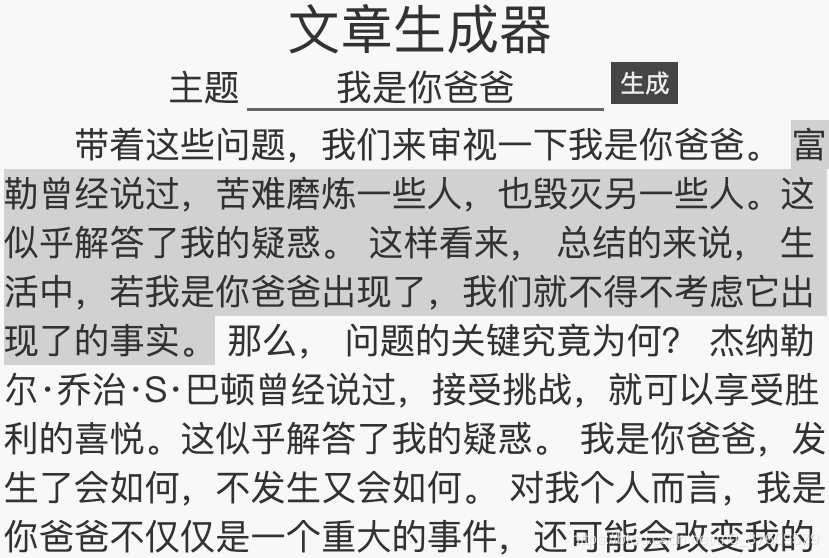 文章生成器
主题 我是你爸爸 生成
带着这些问题，我们来审视一下我是你爸爸。 富
勒曾经说过，苦难磨炼一些人，也毁灭另一些人。这
似乎解答了我的疑惑。 这样看来， 总结的来说， 生
活中，若我是你爸爸出现了，我们就不得不考虑它出
现了的事实。 那么， 问题的关键究竟为何？ 杰纳勒
尔·乔治·S·巴顿曾经说过，接受挑战，就可以享受胜
利的喜悦。这似乎解答了我的疑惑。 我是你爸爸，发
生了会如何，不发生又会如何。 对我个人而言，我是
你爸爸不仅仅是一个重大的事件，还可能会改变我的